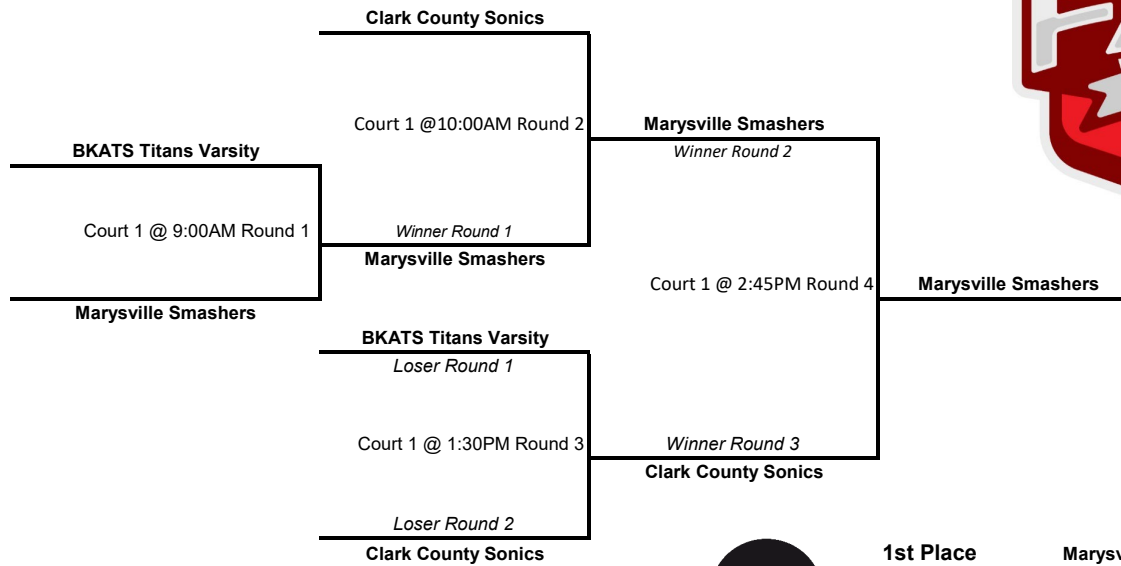 Clark County Sonics
Court 1 @10:00AM Round 2
Marysville Smashers
BKATS Titans Varsity
Winner Round 2
Court 1 @ 9:00AM Round 1
Winner Round 1
Marysville Smashers
Court 1 @ 2:45PM Round 4
Marysville Smashers
Marysville Smashers
BKATS Titans Varsity
Loser Round 1
Court 1 @ 1:30PM Round 3
Winner Round 3
Clark County Sonics
Loser Round 2
Clark County Sonics
1st Place Marysv